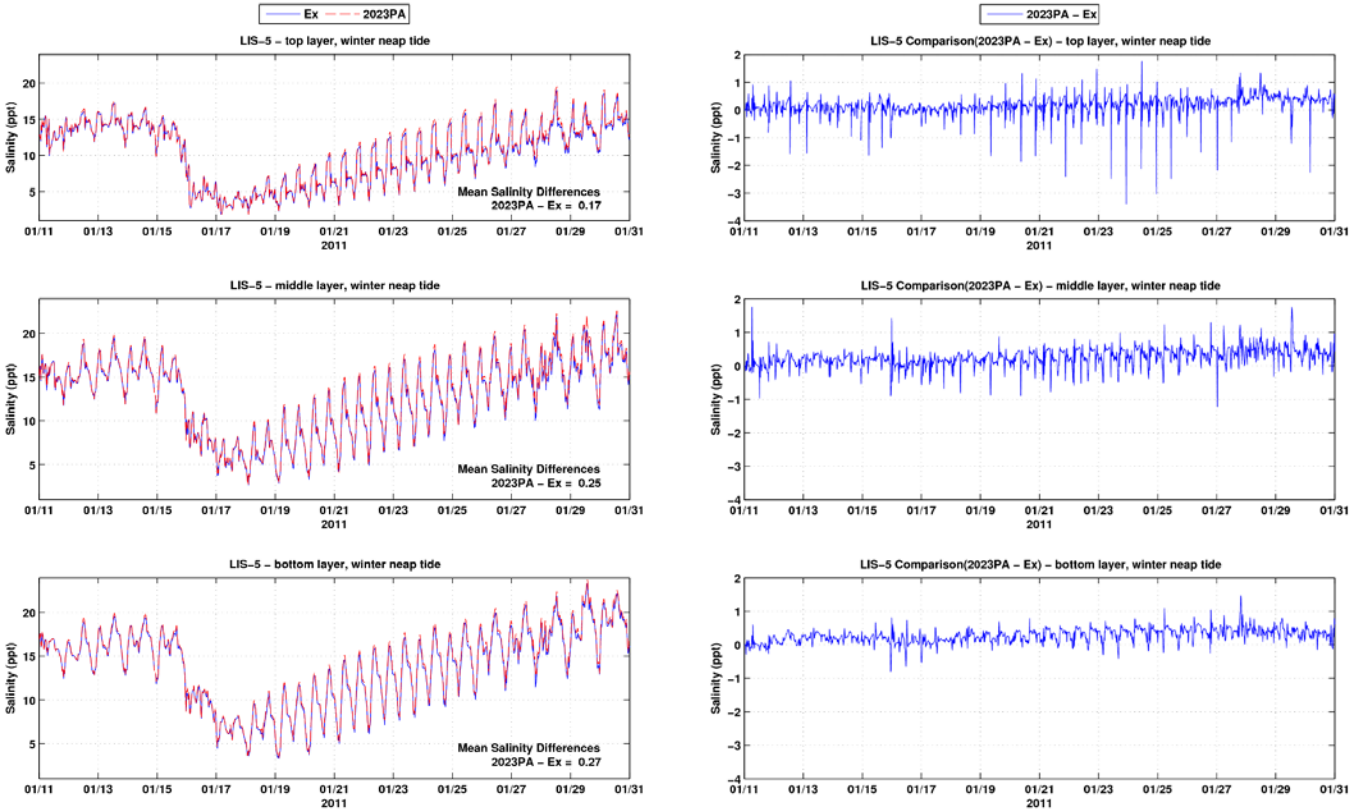 Ex 2023PA
LIS-5 – top layer, winter neap tide
Salinity (ppt)
20
15
10
5
Mean Salinity Differences
2023PA – Ex = 0.17
01/11 01/13 01/15 01/17 01/19 01/21 01/23 01/25 01/27 01/29 01/31
2011
2023PA – Ex
LIS-5 Comparison(2023PA – Ex) – top layer, winter neap tide
Salinity (ppt)
2
1
0
−1
−2
−3
−4
01/11 01/13 01/15 01/17 01/19 01/21 01/23 01/25 01/27 01/29 01/31
2011
LIS-5 – middle layer, winter neap tide
Salinity (ppt)
20
15
10
5
Mean Salinity Differences
2023PA – Ex = 0.25
01/11 01/13 01/15 01/17 01/19 01/21 01/23 01/25 01/27 01/29 01/31
2011
LIS-5 Comparison(2023PA – Ex) – middle layer, winter neap tide
Salinity (ppt)
2
1
0
−1
−2
−3
−4
01/11 01/13 01/15 01/17 01/19 01/21 01/23 01/25 01/27 01/29 01/31
2011
LIS-5 – bottom layer, winter neap tide
Salinity (ppt)
20
15
10
5
Mean Salinity Differences
2023PA – Ex = 0.27
01/11 01/13 01/15 01/17 01/19 01/21 01/23 01/25 01/27 01/29 01/31
2011
LIS-5 Comparison(2023PA – Ex) – bottom layer, winter neap tide
Salinity (ppt)
2
1
0
−1
−2
−3
−4
01/11 01/13 01/15 01/17 01/19 01/21 01/23 01/25 01/27 01/29 01/31
2011